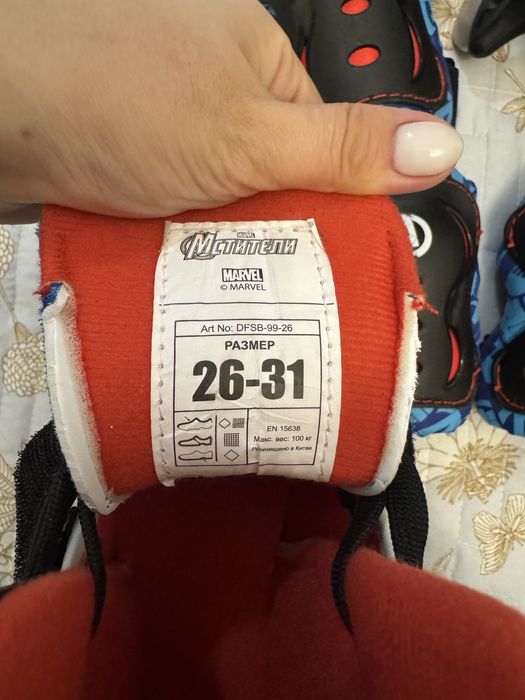 MARVEL
Мстители
MARVEL
© MARVEL
Art No: DFSB-99-26
РАЗМЕР
26-31
EN 15638
Макс. вес: 100 кг
Произведено в Китае